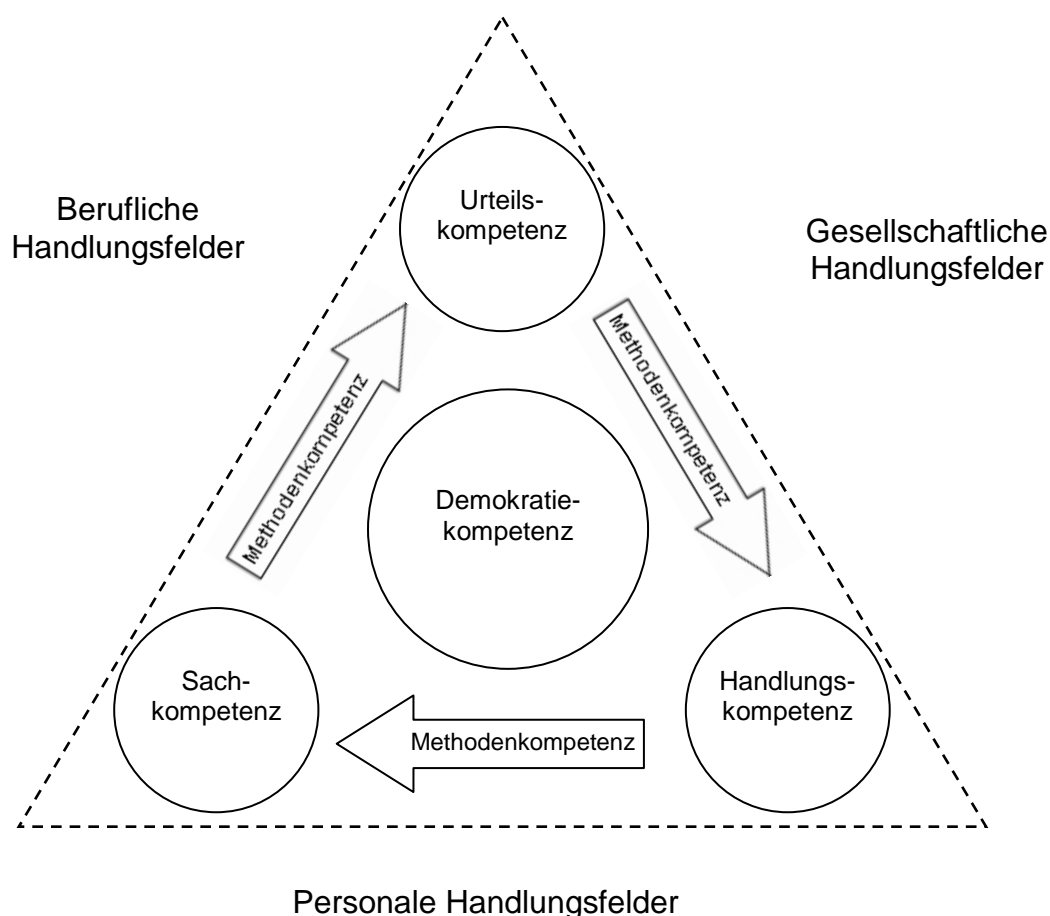 Urteils-
kompetenz
Berufliche
Handlungsfelder
Gesellschaftliche
Handlungsfelder
Methodenkompetenz
Methodenkompetenz
Demokratie-
kompetenz
Sach-
kompetenz
Handlungs-
kompetenz
Methodenkompetenz
Personale Handlungsfelder